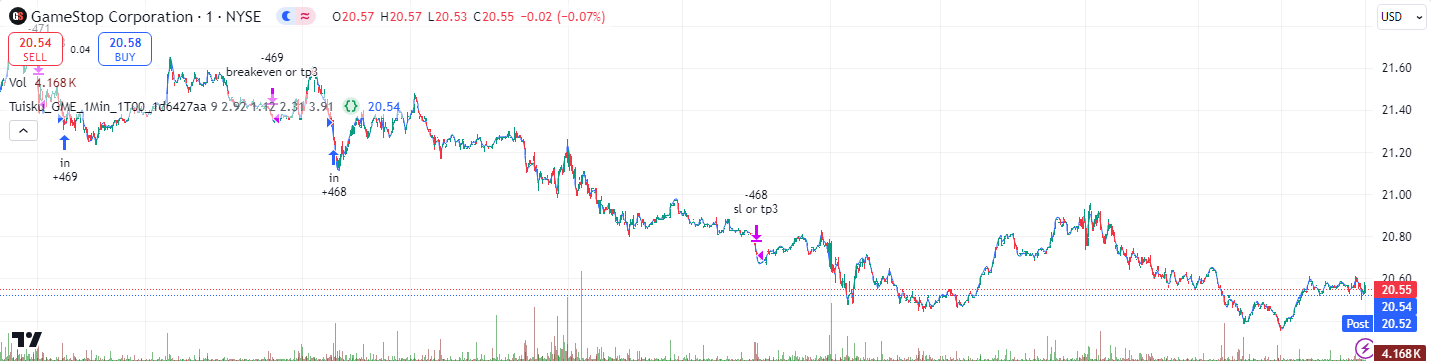 GameStop Corporation · 1 · NYSE
O20.57 H20.57 L20.53 C20.55 −0.02 (−0.07%)
USD
-471
20.54
SELL
0.04
20.58
BUY
-469
breakeven or tp3
Vol 4.168 K
Tuisku_GME_1Min_1T00_1d6427aa 9 2.92 1.12 2.31 3.91 {} 20.54
in
+469
in
+468
-468
sl or tp3
21.60
21.40
21.20
21.00
20.80
20.60
20.55
20.54
Post 20.52
4.168 K